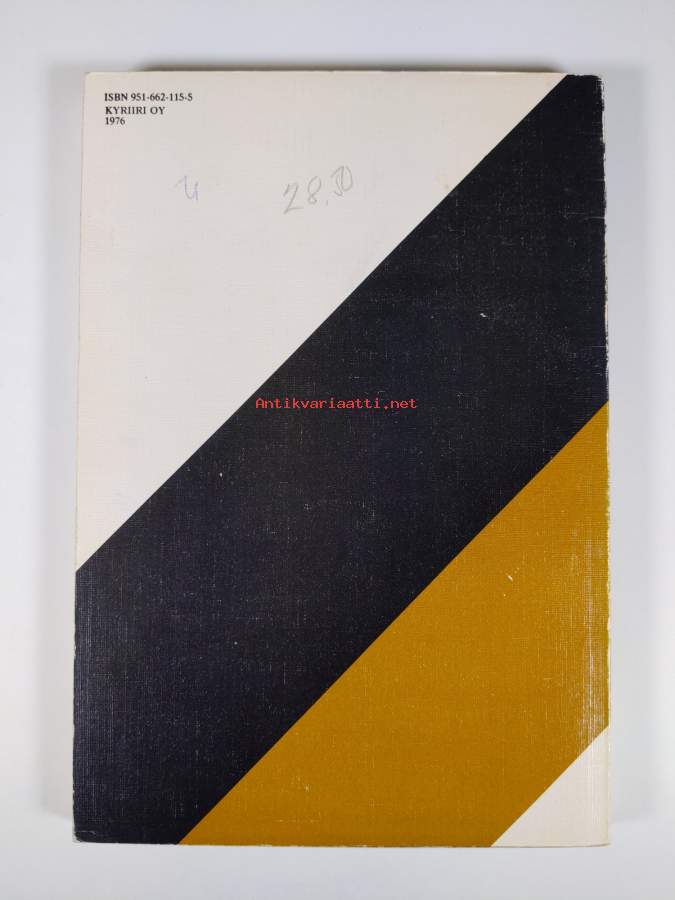 ISBN 951-662-115-5
KYRIIRI OY
1976
28,50
Antikvariaatti.net